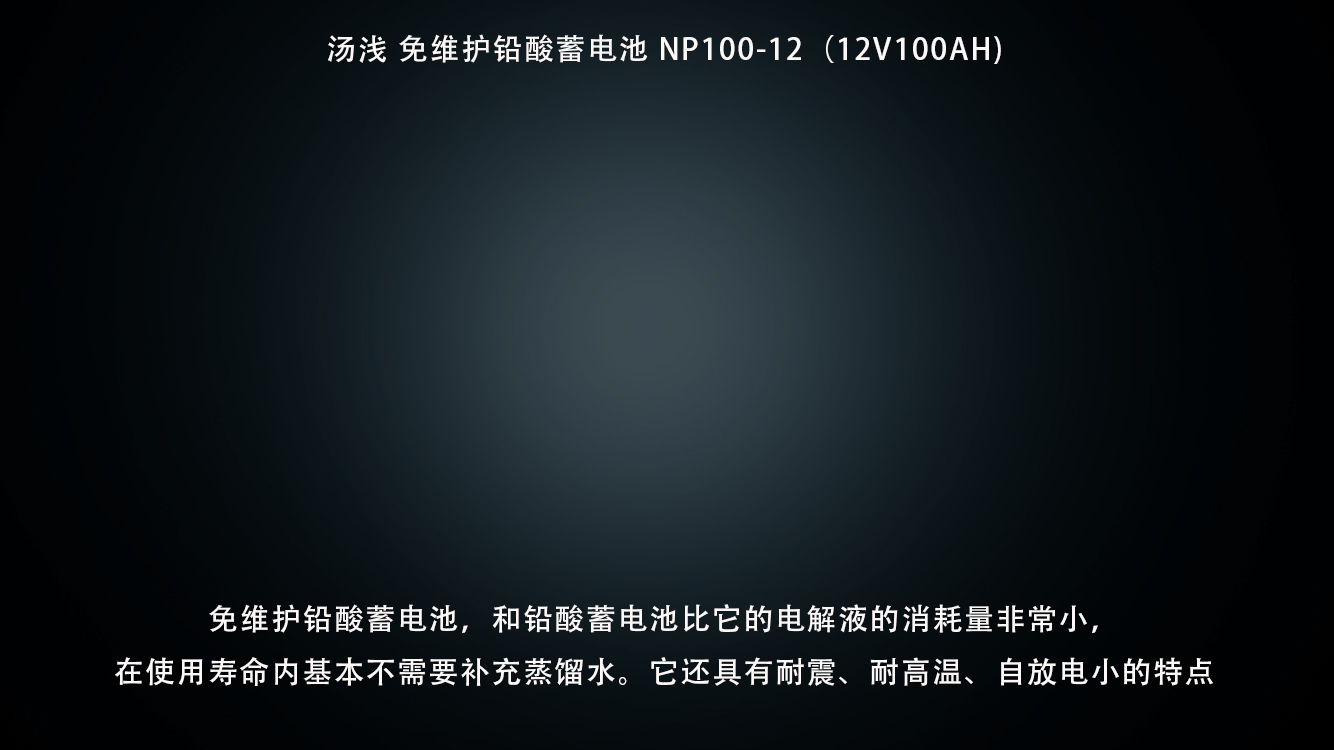 汤浅 免维护铅酸蓄电池 NP100-12（12V100AH)
免维护铅酸蓄电池，和铅酸蓄电池比它的电解液的消耗量非常小，
在使用寿命内基本不需要补充蒸馏水。它还具有耐震、耐高温、自放电小的特点